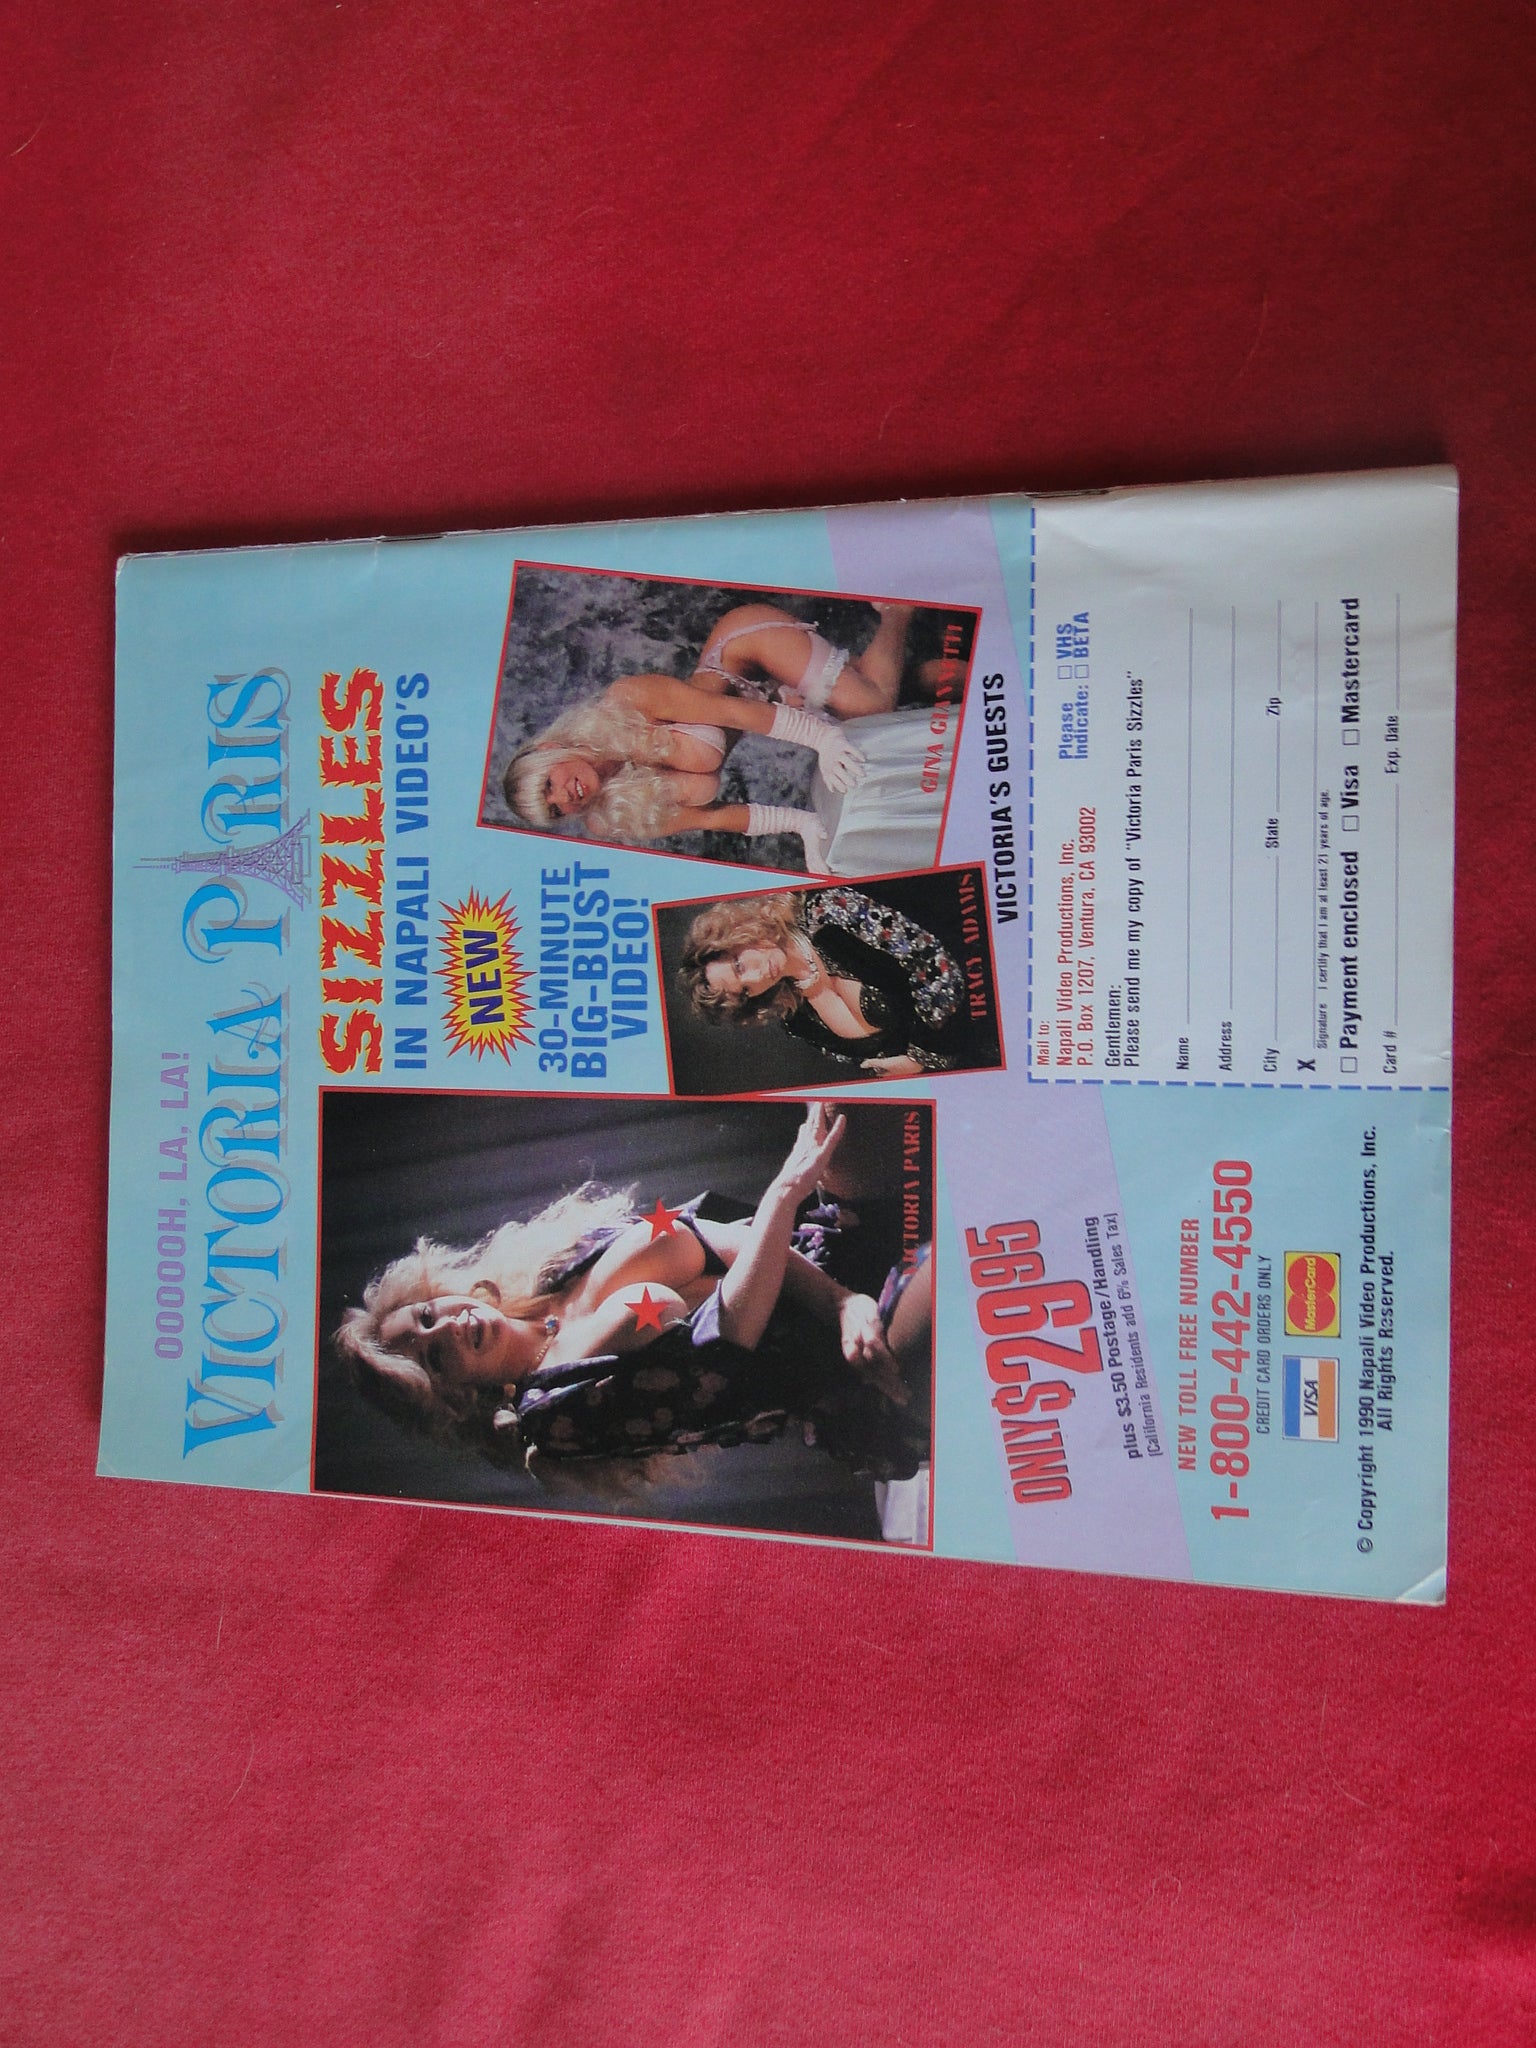 OOOOOH, LA, LA!
VICTORIA PARIS
SIZZLES
IN NAPALI VIDEO'S
NEW
30-MINUTE
BIG-BUST
VIDEO!
VICTORIA PARIS
TRACY ADAMS
GINA GIANNETTI
VICTORIA'S GUESTS
ONLY $29.95
plus $3.50 Postage/Handling
(California Residents add 6% Sales Tax)
NEW TOLL FREE NUMBER
1-800-442-4550
CREDIT CARD ORDERS ONLY
VISA
MasterCard
© Copyright 1990 Napali Video Productions, Inc.
All Rights Reserved.
Mail to:
Napali Video Productions, Inc.
P.O. Box 1207, Ventura, CA 93002
Please Indicate: □ VHS
□ BETA
Gentlemen:
Please send me my copy of "Victoria Paris Sizzles"
Name
Address
City State Zip
X
Signature I certify that I am at least 21 years of age.
□ Payment enclosed □ Visa □ Mastercard
Card # Exp. Date